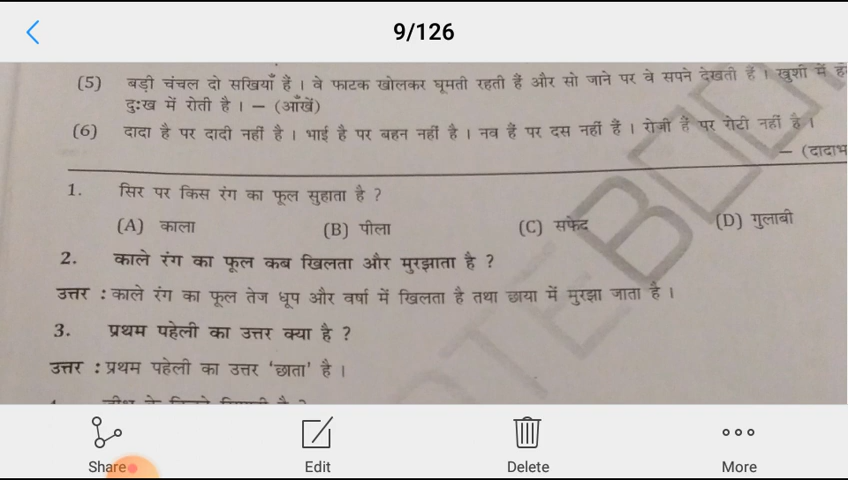 9/126
(5) बड़ी चंचल दो सखियाँ हैं । वे फाटक खोलकर घूमती रहती हैं और सो जाने पर वे सपने देखती हैं । खुशी में
दुःख में रोती है । – (आँखें)
(6) दादा है पर दादी नहीं है । भाई है पर बहन नहीं है । नव हैं पर दस नहीं हैं । रोज़ी हैं पर रोटी नहीं है ।
– (दादाभ
1. सिर पर किस रंग का फूल सुहाता है ?
(A) काला (B) पीला (C) सफेद (D) गुलाबी
2. काले रंग का फूल कब खिलता और मुरझाता है ?
उत्तर : काले रंग का फूल तेज धूप और वर्षा में खिलता है तथा छाया में मुरझा जाता है ।
3. प्रथम पहेली का उत्तर क्या है ?
उत्तर : प्रथम पहेली का उत्तर 'छाता' है ।
Share Edit Delete More